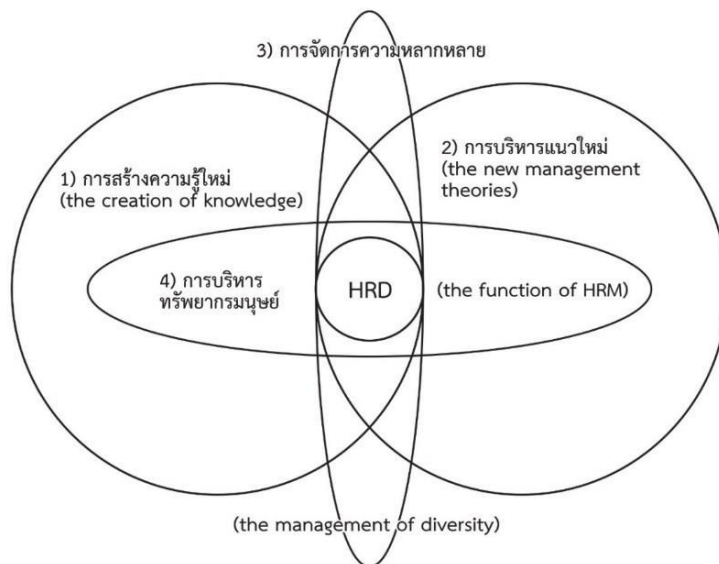 3) การจัดการความหลากหลาย
2) การบริหารแนวใหม่
(the new management
theories)
1) การสร้างความรู้ใหม่
(the creation of knowledge)
4) การบริหาร
ทรัพยากรมนุษย์
HRD
(the function of HRM)
(the management of diversity)